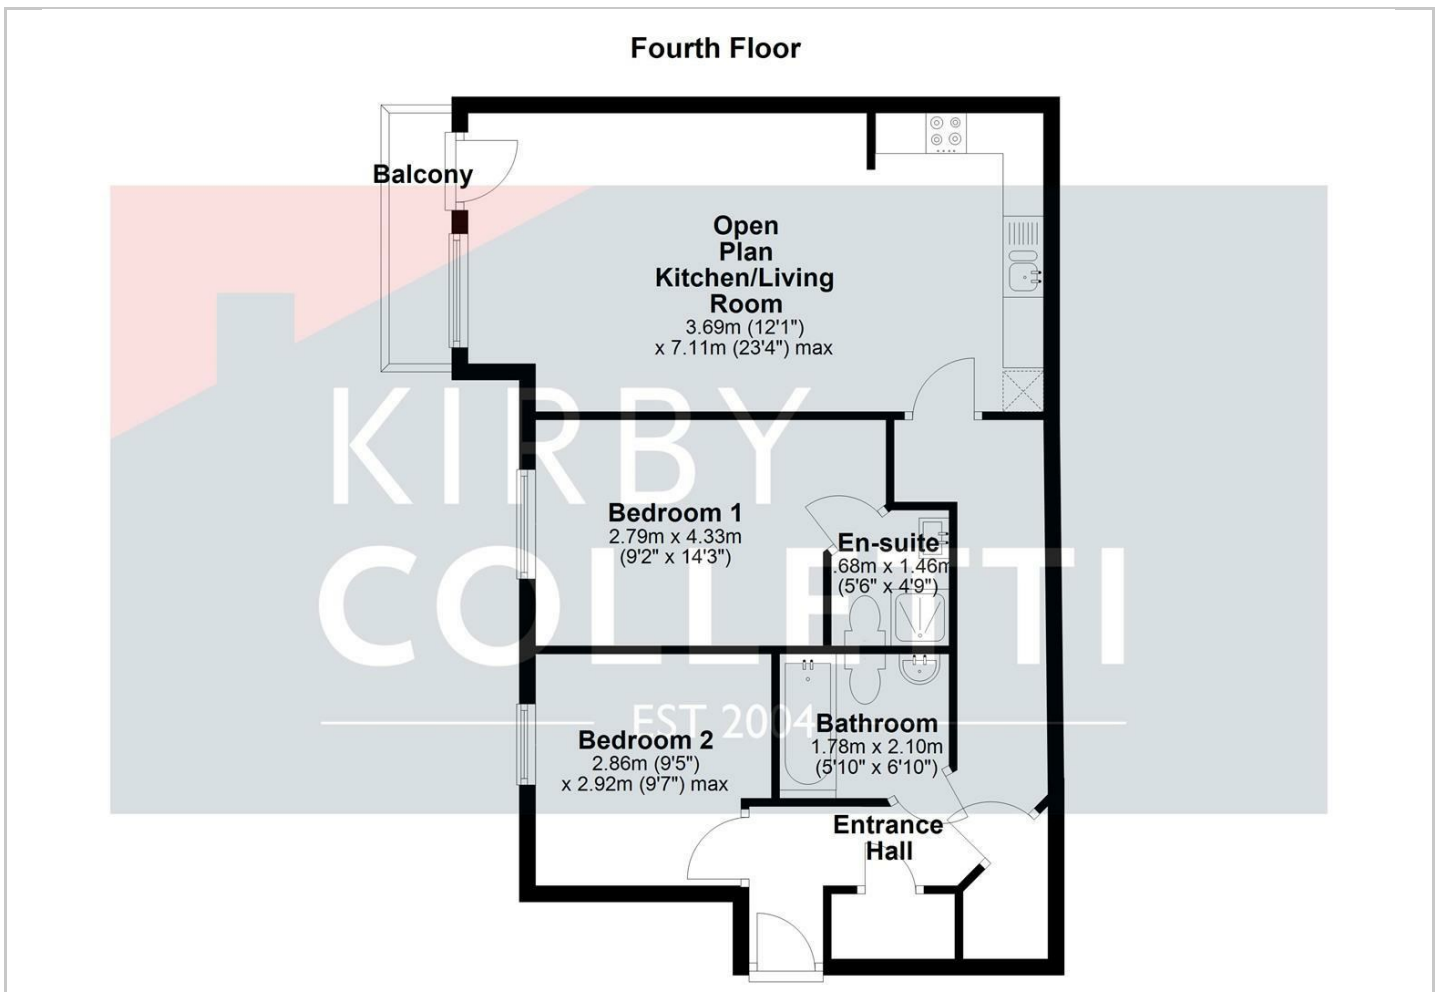 Fourth Floor
Balcony
Open
Plan
Kitchen/Living
Room
3.69m (12'1")
x 7.11m (23'4") max
KIRBY
COLLETTI
EST 2004
Bedroom 1
2.79m x 4.33m
(9'2" x 14'3")
En-suite
.68m x 1.46m
(5'6" x 4'9")
Bedroom 2
2.86m (9'5")
x 2.92m (9'7") max
Bathroom
1.78m x 2.10m
(5'10" x 6'10")
Entrance
Hall